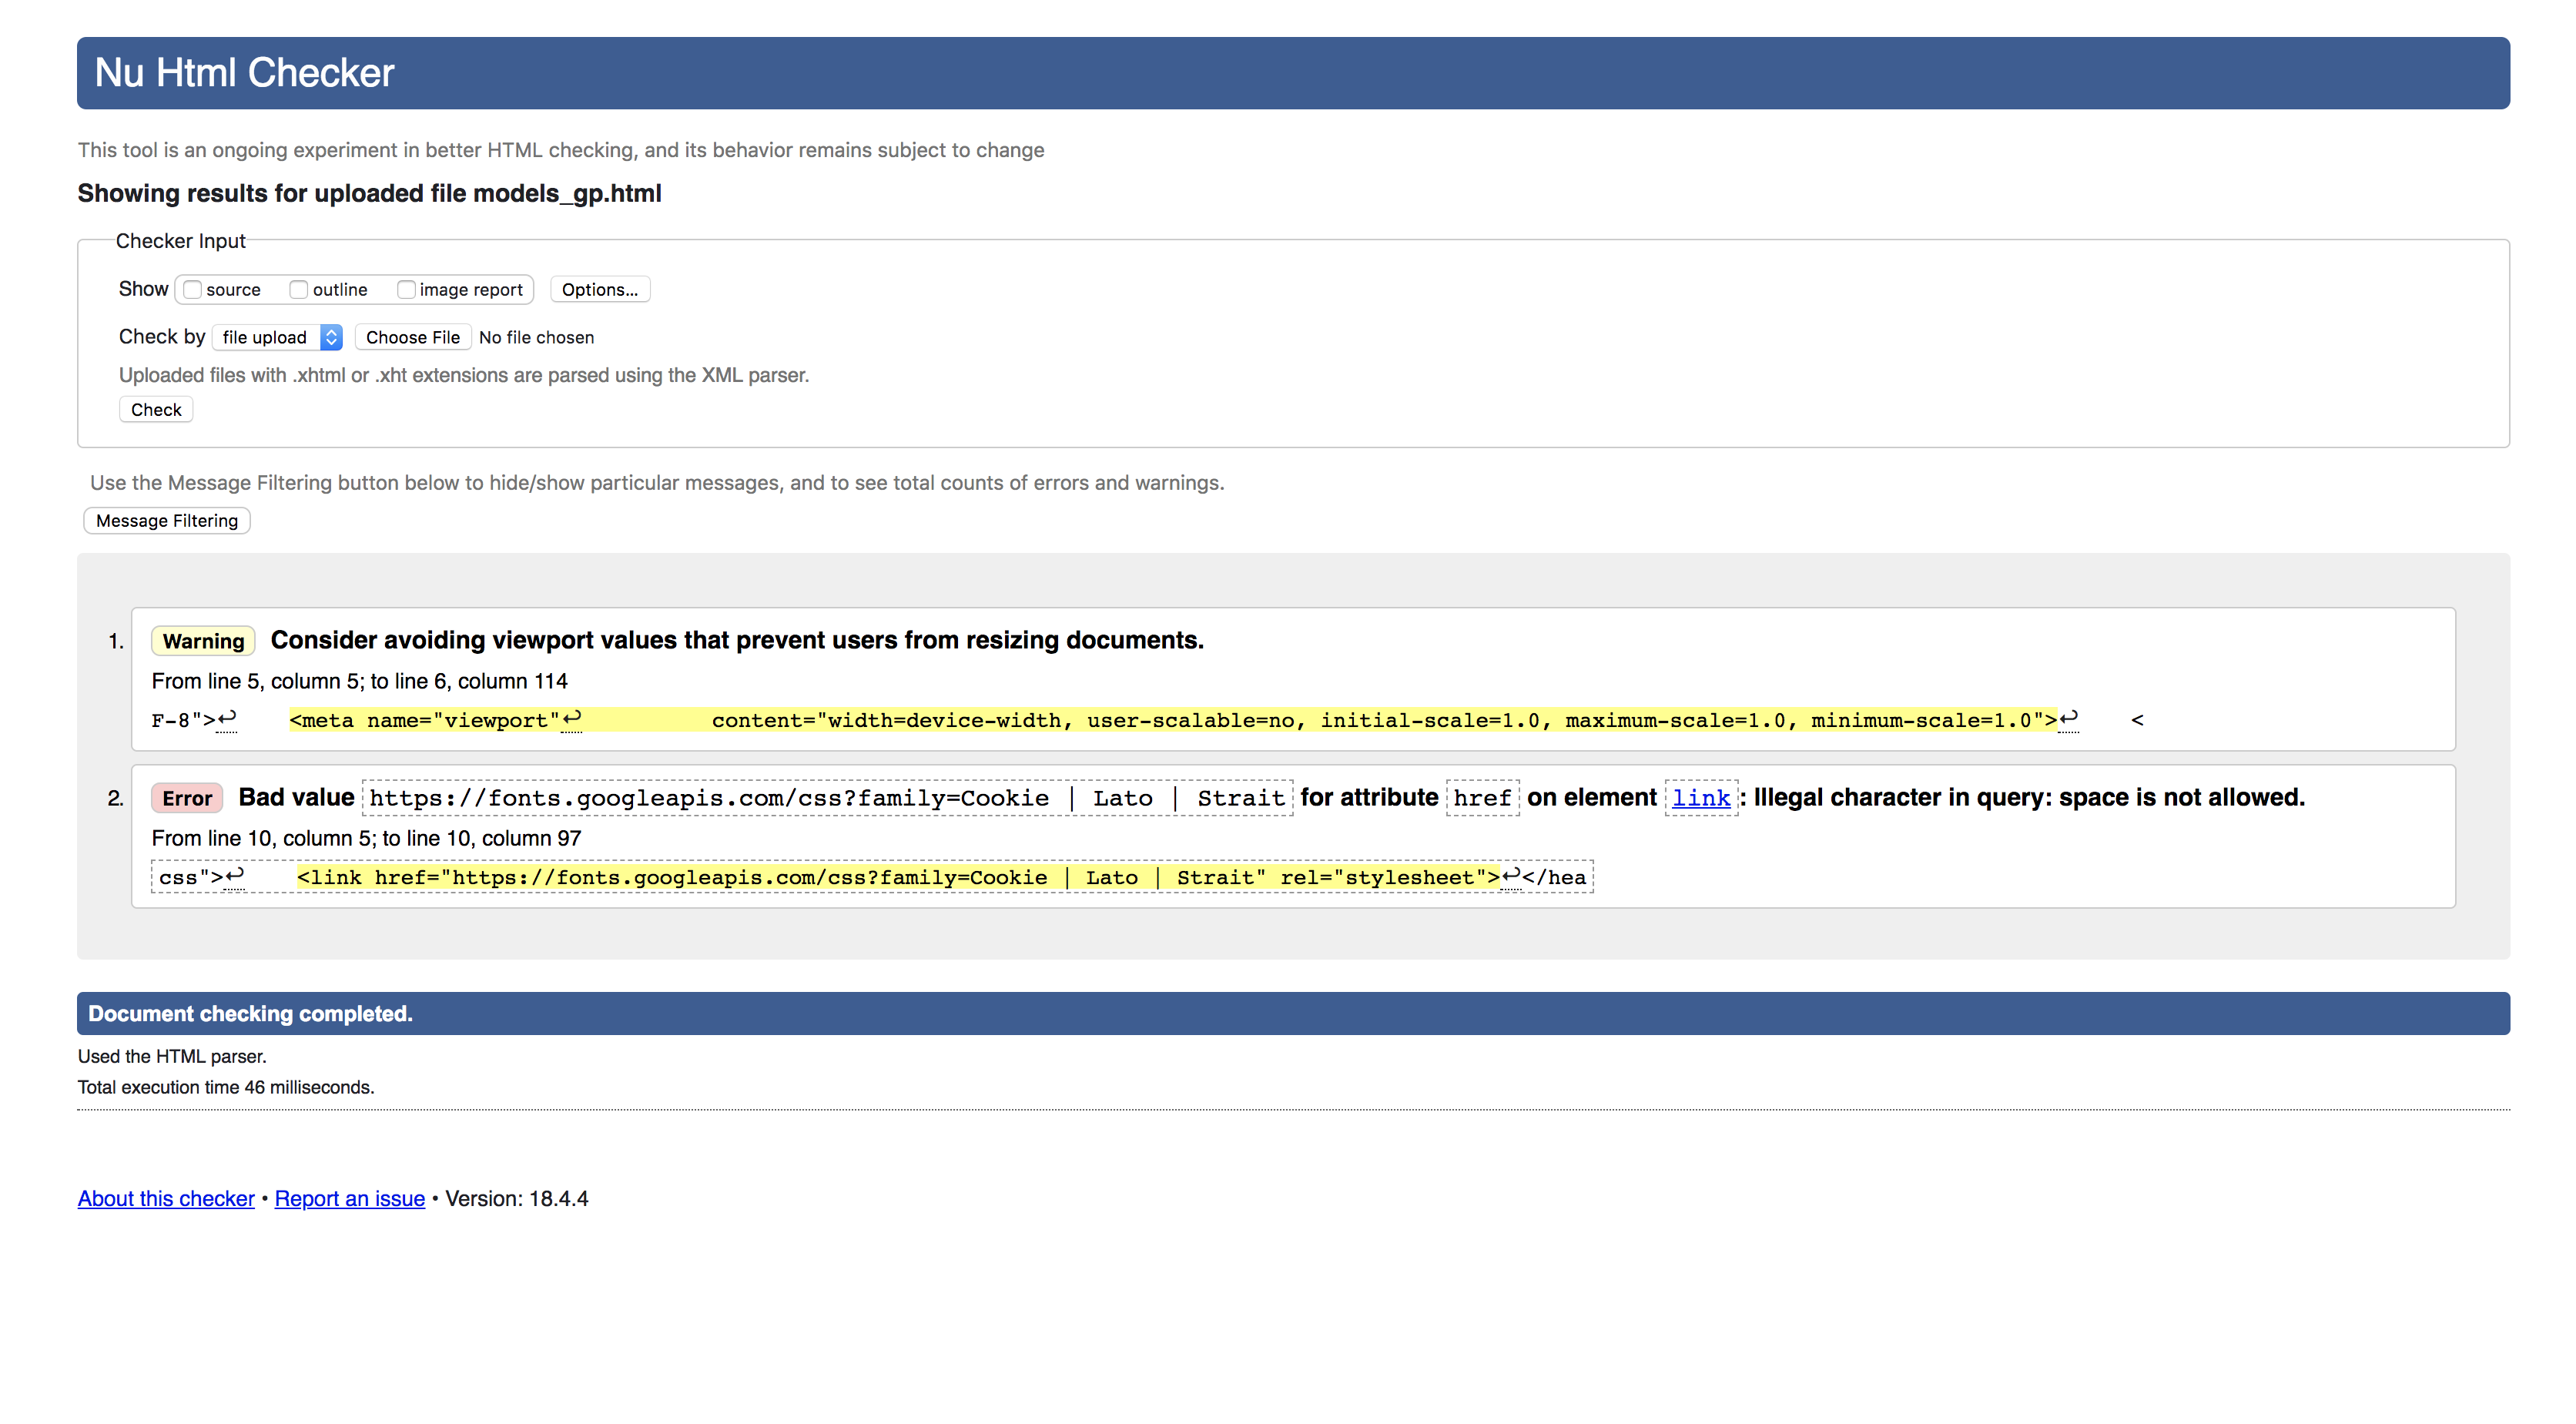 Nu Html Checker
This tool is an ongoing experiment in better HTML checking, and its behavior remains subject to change
Showing results for uploaded file models_gp.html
Checker Input
Show source outline image report Options...
Check by file upload Choose File No file chosen
Uploaded files with .xhtml or .xht extensions are parsed using the XML parser.
Check
Use the Message Filtering button below to hide/show particular messages, and to see total counts of errors and warnings.
Message Filtering
1. Warning Consider avoiding viewport values that prevent users from resizing documents.
From line 5, column 5; to line 6, column 114
F-8">↩ <meta name="viewport"↩ content="width=device-width, user-scalable=no, initial-scale=1.0, maximum-scale=1.0, minimum-scale=1.0">↩ <
2. Error Bad value https://fonts.googleapis.com/css?family=Cookie | Lato | Strait for attribute href on element link: Illegal character in query: space is not allowed.
From line 10, column 5; to line 10, column 97
css">↩ <link href="https://fonts.googleapis.com/css?family=Cookie | Lato | Strait" rel="stylesheet">↩</hea
Document checking completed.
Used the HTML parser.
Total execution time 46 milliseconds.
About this checker • Report an issue • Version: 18.4.4